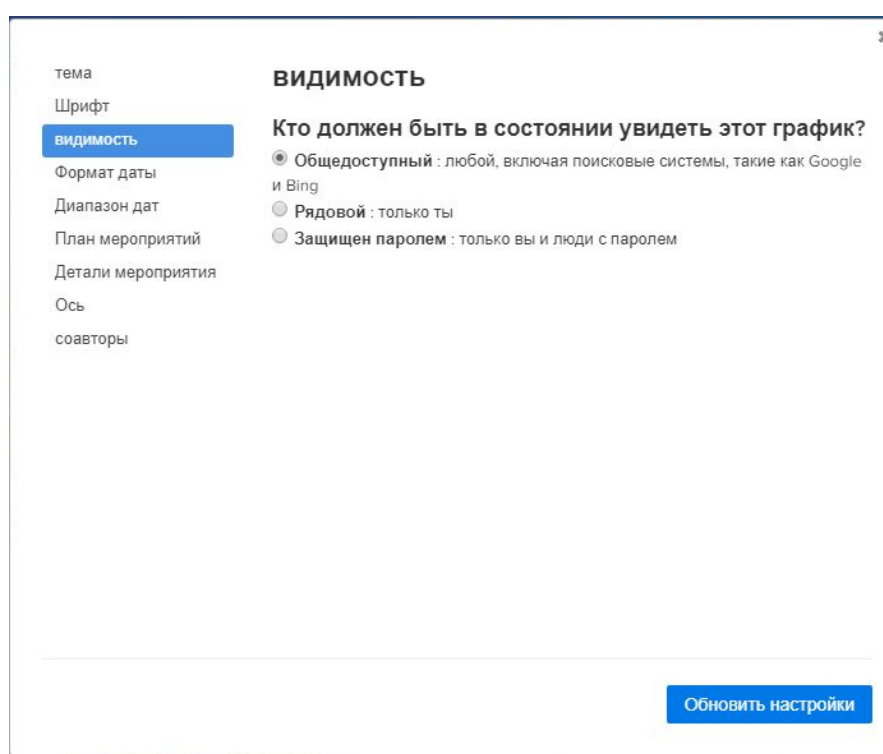 тема
Шрифт
видимость
Формат даты
Диапазон дат
План мероприятий
Детали мероприятия
Ось
соавторы
видимость
Кто должен быть в состоянии увидеть этот график?
Общедоступный : любой, включая поисковые системы, такие как Google
и Bing
Рядовой : только ты
Защищен паролем : только вы и люди с паролем
Обновить настройки